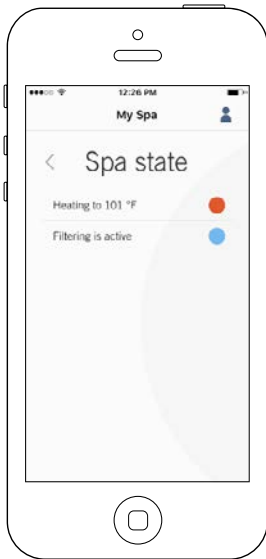 12:26 PM
My Spa
Spa state
Heating to 101 °F
Filtering is active